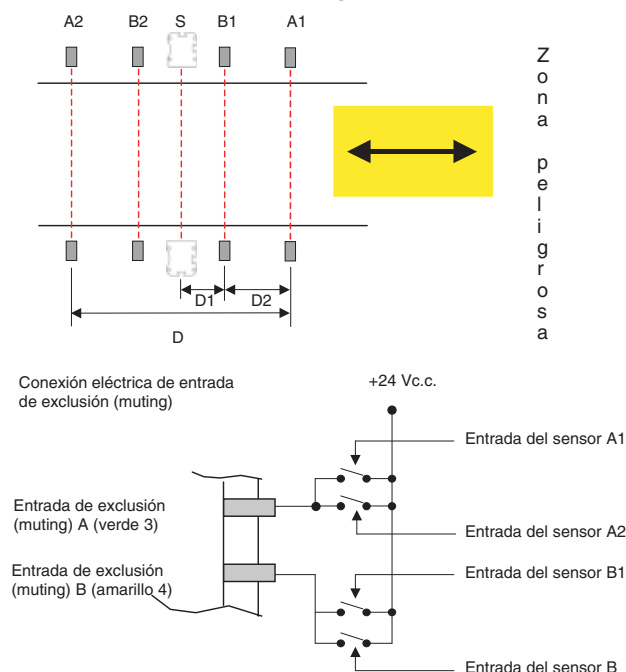 A2 B2 S B1 A1
Zona peligrosa
D1 D2
D
Conexión eléctrica de entrada
de exclusión (muting)
+24 Vc.c.
Entrada del sensor A1
Entrada de exclusión
(muting) A (verde 3)
Entrada del sensor A2
Entrada de exclusión
(muting) B (amarillo 4)
Entrada del sensor B1
Entrada del sensor B